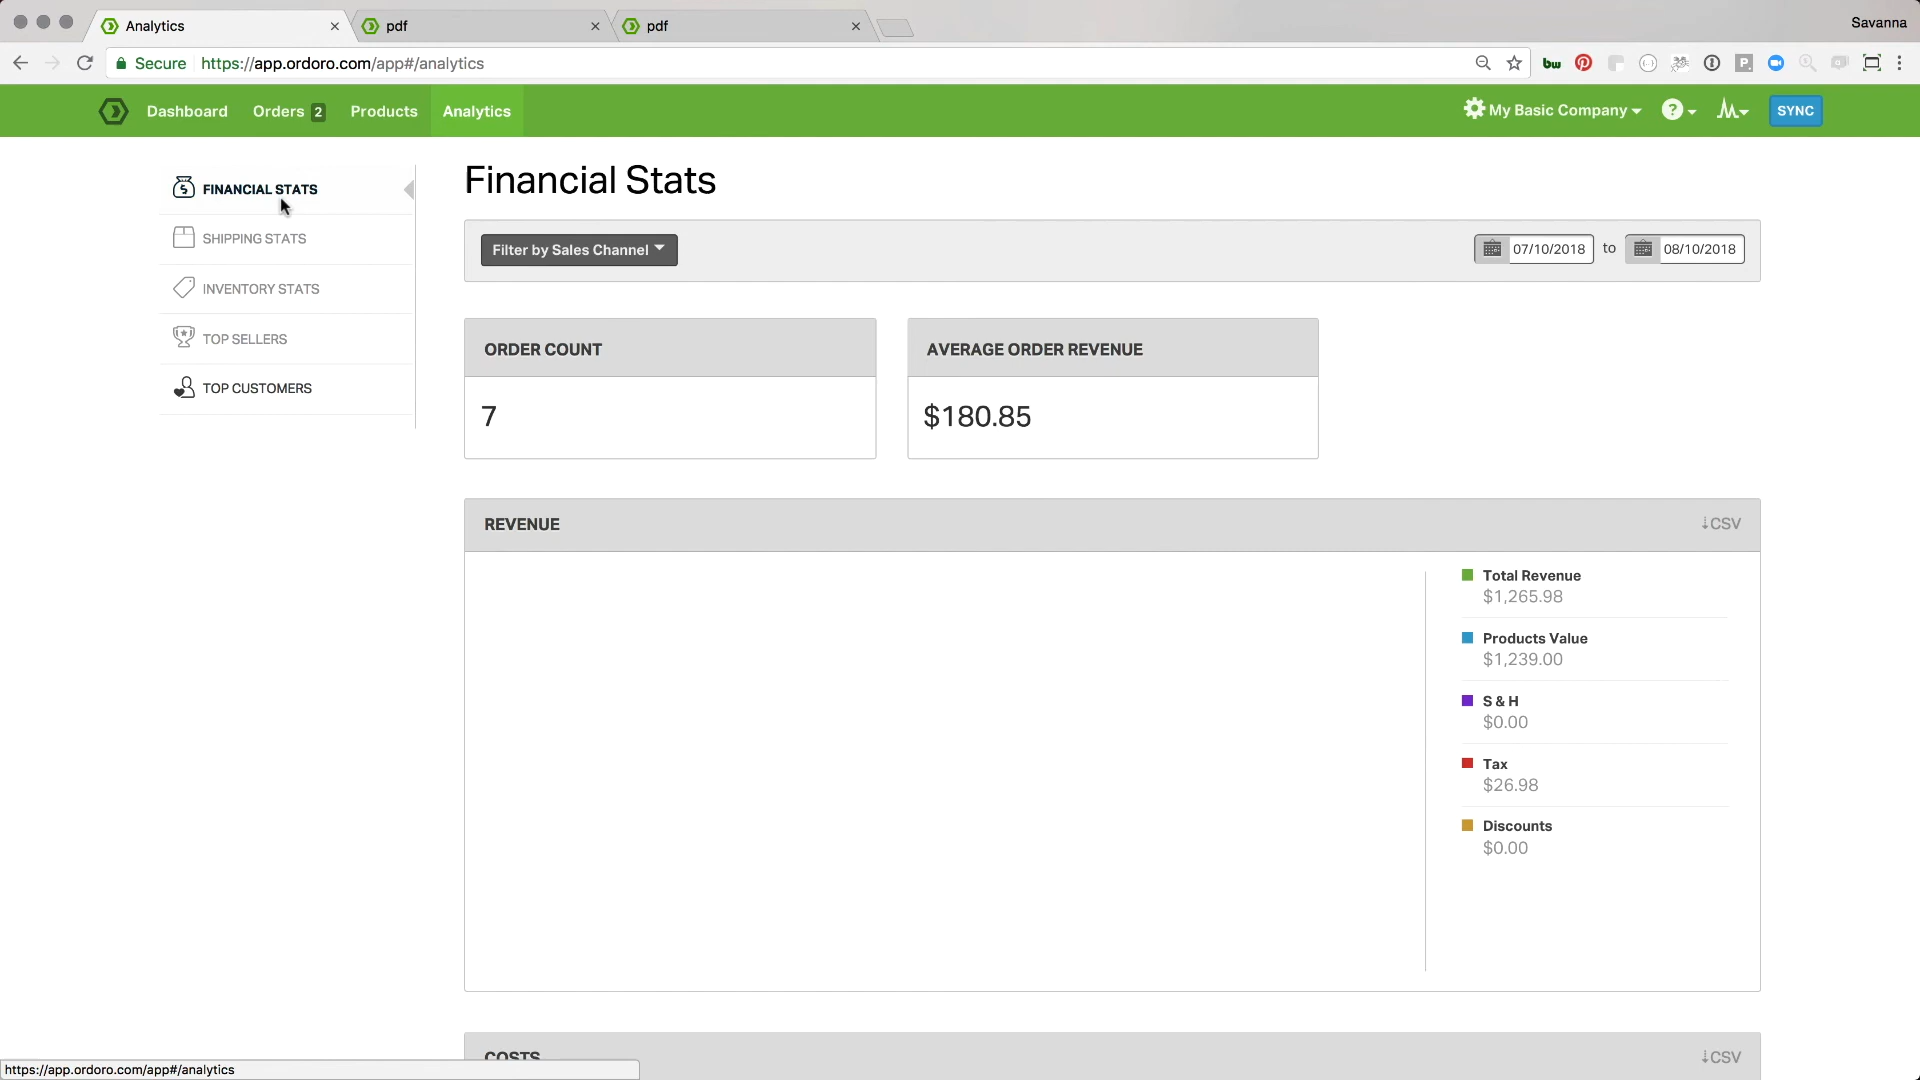 Analytics
pdf
pdf
Savanna
Secure https://app.ordoro.com/app#/analytics
bw
P.
Dashboard
Orders 2
Products
Analytics
My Basic Company
?
SYNC
FINANCIAL STATS
SHIPPING STATS
INVENTORY STATS
TOP SELLERS
TOP CUSTOMERS
Financial Stats
Filter by Sales Channel
07/10/2018 to 08/10/2018
ORDER COUNT
7
AVERAGE ORDER REVENUE
$180.85
REVENUE
CSV
Total Revenue
$1,265.98
Products Value
$1,239.00
S & H
$0.00
Tax
$26.98
Discounts
$0.00
COSTS
CSV
https://app.ordoro.com/app#/analytics